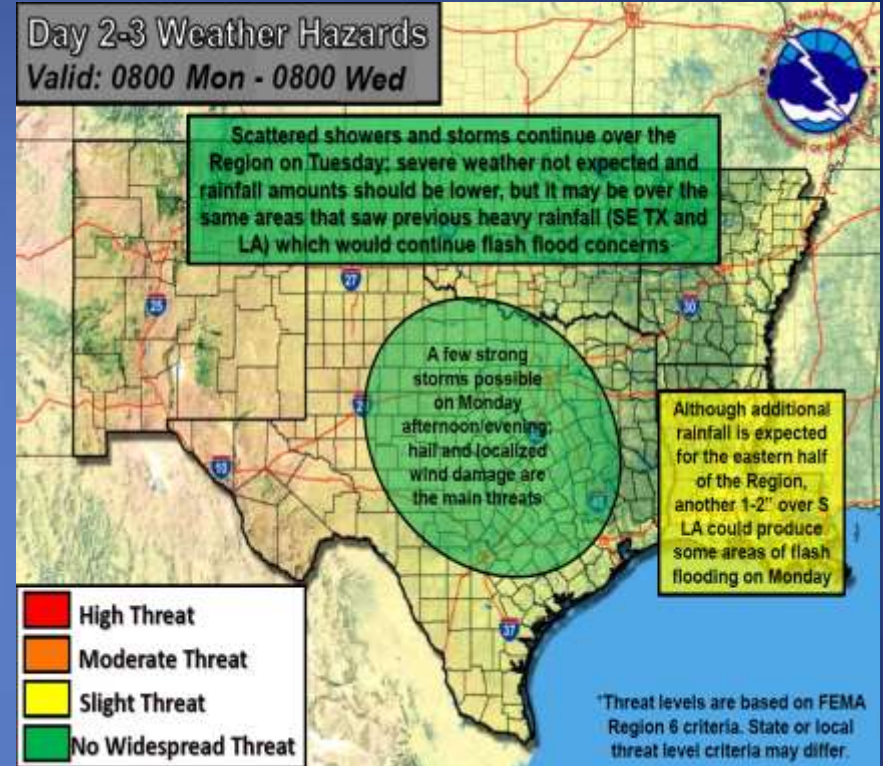 Day 2-3 Weather Hazards
Valid: 0800 Mon - 0800 Wed
Scattered showers and storms continue over the
Region on Tuesday; severe weather not expected and
rainfall amounts should be lower, but it may be over the
same areas that saw previous heavy rainfall (SE TX and
LA) which would continue flash flood concerns
27
25
30
A few strong
storms possible
on Monday
afternoon/evening;
hail and localized
wind damage are
the main threats
Although additional
rainfall is expected
for the eastern half
of the Region,
another 1-2" over S
LA could produce
some areas of flash
flooding on Monday
10
37
High Threat
Moderate Threat
Slight Threat
No Widespread Threat
*Threat levels are based on FEMA
Region 6 criteria. State or local
threat level criteria may differ.